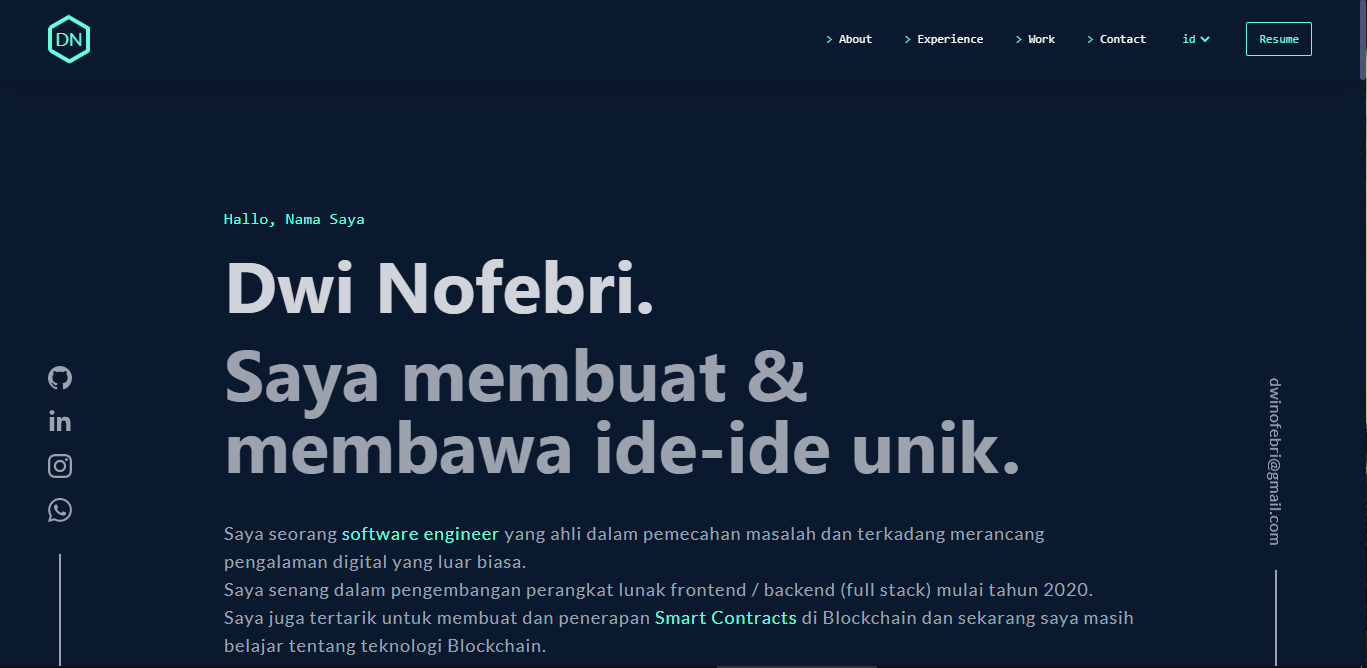 DN
> About
> Experience
> Work
> Contact
id
Resume
Hallo, Nama Saya
Dwi Nofebri.
Saya membuat &
membawa ide-ide unik.
Saya seorang software engineer yang ahli dalam pemecahan masalah dan terkadang merancang
pengalaman digital yang luar biasa.
Saya senang dalam pengembangan perangkat lunak frontend / backend (full stack) mulai tahun 2020.
Saya juga tertarik untuk membuat dan penerapan Smart Contracts di Blockchain dan sekarang saya masih
belajar tentang teknologi Blockchain.
in
dwinofebri@gmail.com